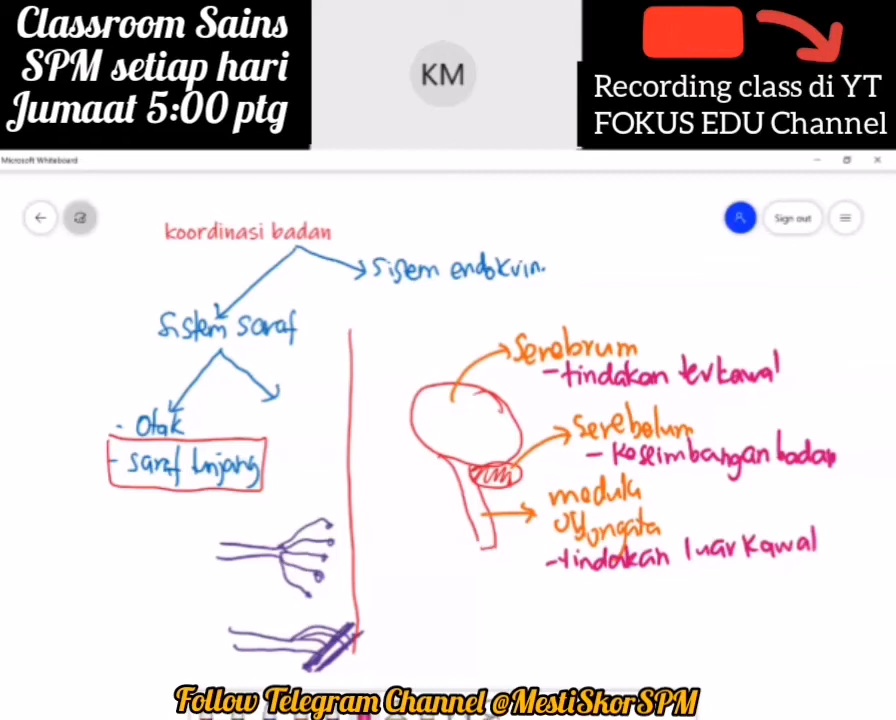 Classroom Sains
SPM setiap hari
Jumaat 5:00 ptg
KM
Recording class di YT
FOKUS EDU Channel
Microsoft Whiteboard
Sign out
koordinasi badan
Sistem endokrin.
Sistem saraf
- Otak
- saraf tunjang
Serebrum
- tindakan terkawal
Serebelum
- Keseimbangan badan
medula
oblongata
- tindakan luar kawal
Follow Telegram Channel @MestiSkorSPM